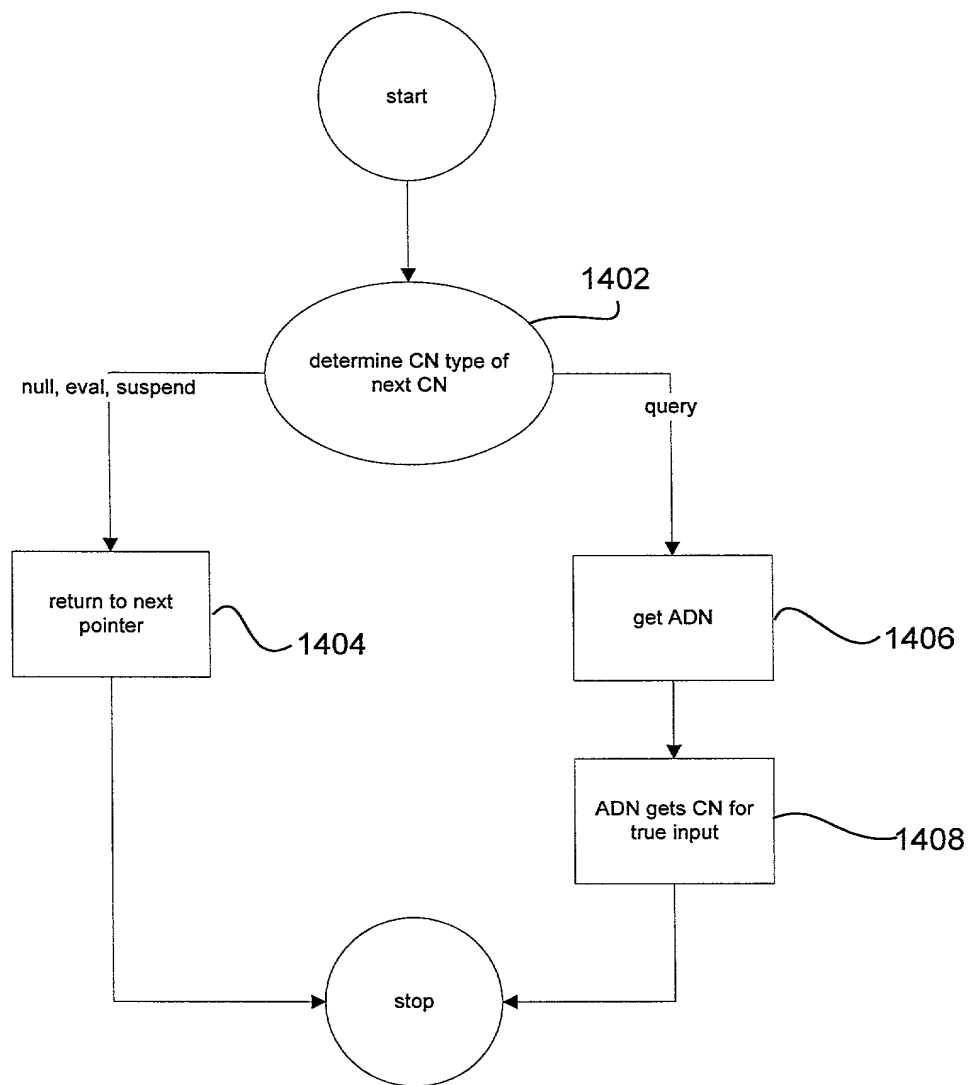 start
1402
determine CN type of
next CN
null, eval, suspend
query
return to next
pointer
1404
get ADN
1406
ADN gets CN for
true input
1408
stop